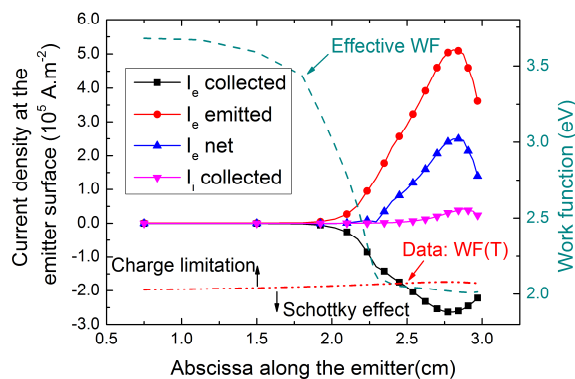 Current density at the
emitter surface (10⁵ A.m⁻²)
6.0
5.0
4.0
3.0
2.0
1.0
0.0
-1.0
-2.0
-3.0
Iₑ collected
Iₑ emitted
Iₑ net
Iᵢ collected
Effective WF
Data: WF(T)
Charge limitation
Schottky effect
3.5
3.0
2.5
2.0
Work function (eV)
0.5
1.0
1.5
2.0
2.5
3.0
Abscissa along the emitter(cm)